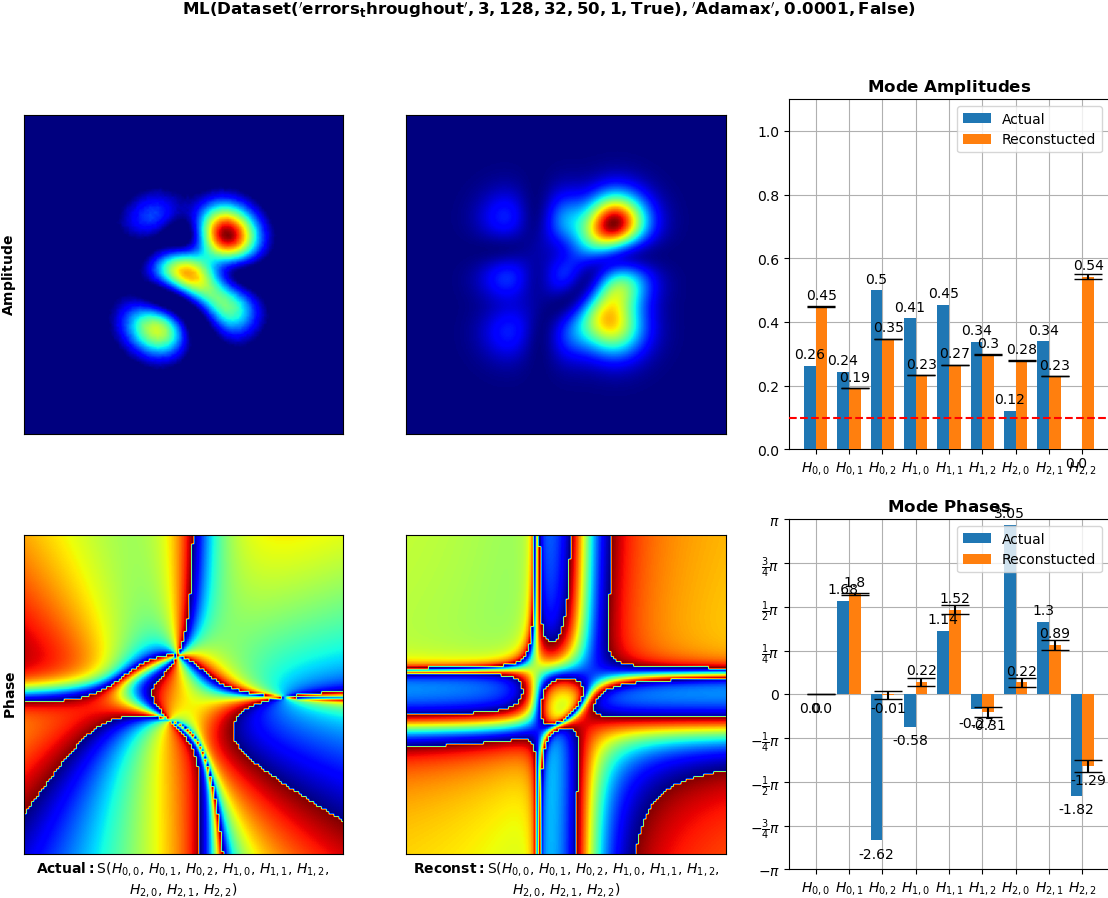 ML(Dataset('errors_throughout', 3, 128, 32, 50, 1, True), 'Adamax', 0.0001, False)
Amplitude
Mode Amplitudes
Actual
Reconstucted
1.0
0.8
0.6
0.4
0.2
0.0
0.26
0.45
0.24
0.19
0.5
0.35
0.41
0.23
0.45
0.27
0.34
0.3
0.12
0.28
0.34
0.23
0.0
0.54
H0,0 H0,1 H0,2 H1,0 H1,1 H1,2 H2,0 H2,1 H2,2
Phase
Actual: S(H0,0, H0,1, H0,2, H1,0, H1,1, H1,2,
H2,0, H2,1, H2,2)
Reconst: S(H0,0, H0,1, H0,2, H1,0, H1,1, H1,2,
H2,0, H2,1, H2,2)
Mode Phases
Actual
Reconstucted
π
3/4π
1/2π
1/4π
0
−1/4π
−1/2π
−3/4π
−π
0.0
0.0
1.68
1.8
-2.62
-0.01
-0.58
0.22
1.14
1.52
-0.31
3.05
0.22
1.3
0.89
-1.82
-1.29
H0,0 H0,1 H0,2 H1,0 H1,1 H1,2 H2,0 H2,1 H2,2